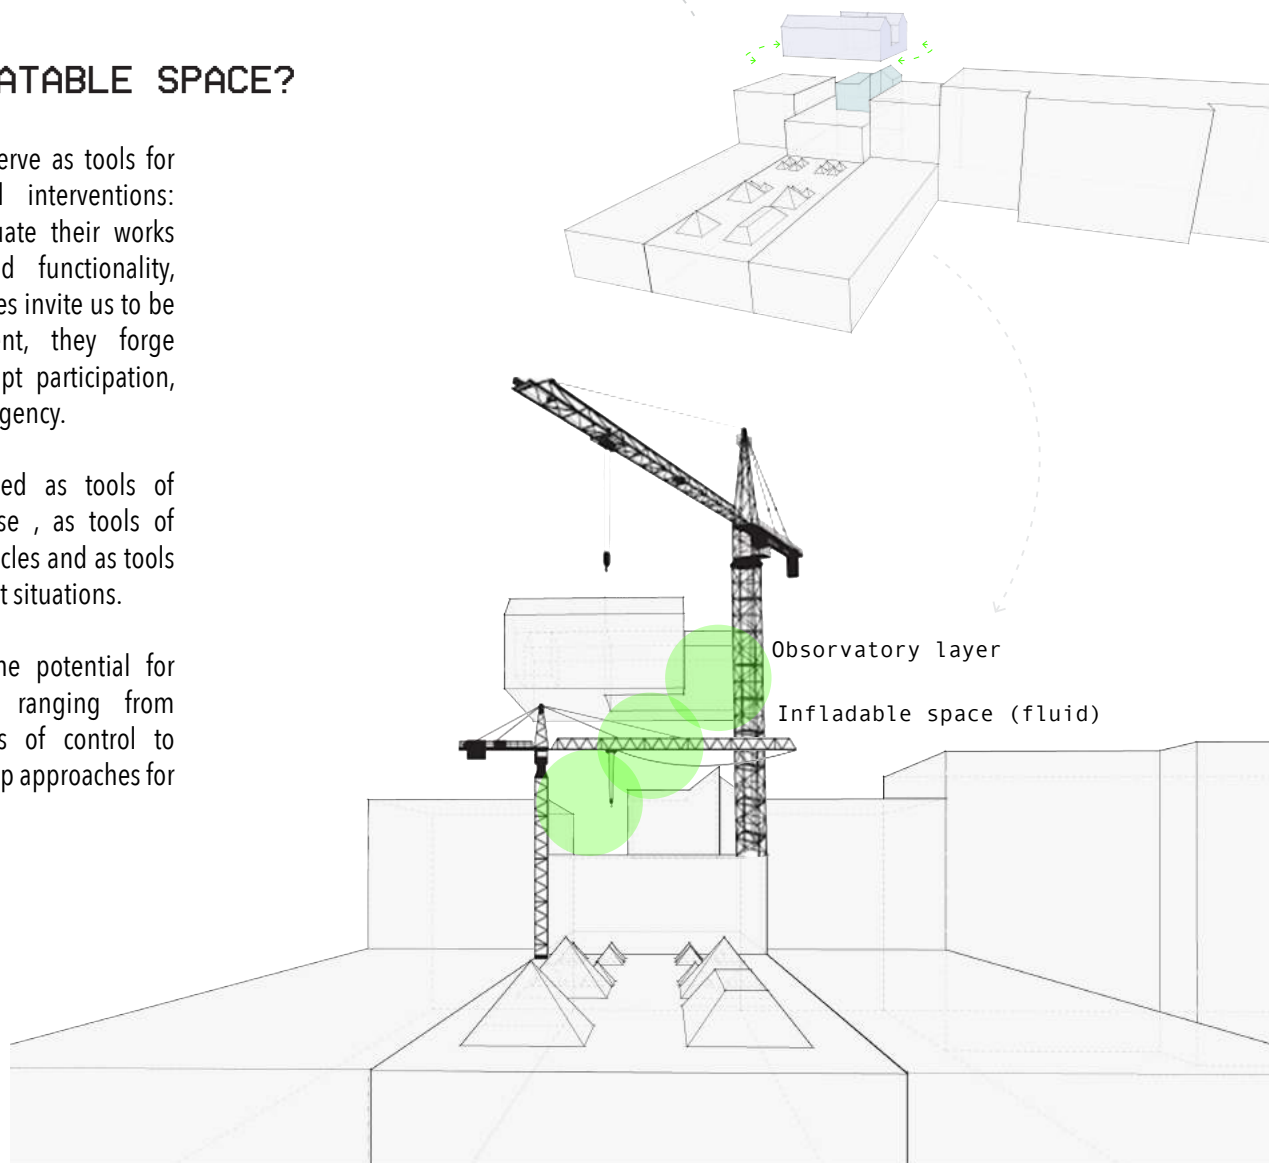 ATABLE SPACE?
erve as tools for
interventions:
uate their works
d functionality,
es invite us to be
nt, they forge
pt participation,
gency.
ed as tools of
se , as tools of
cles and as tools
t situations.
ne potential for
ranging from
s of control to
p approaches for
Observatory layer
Infladable space (fluid)